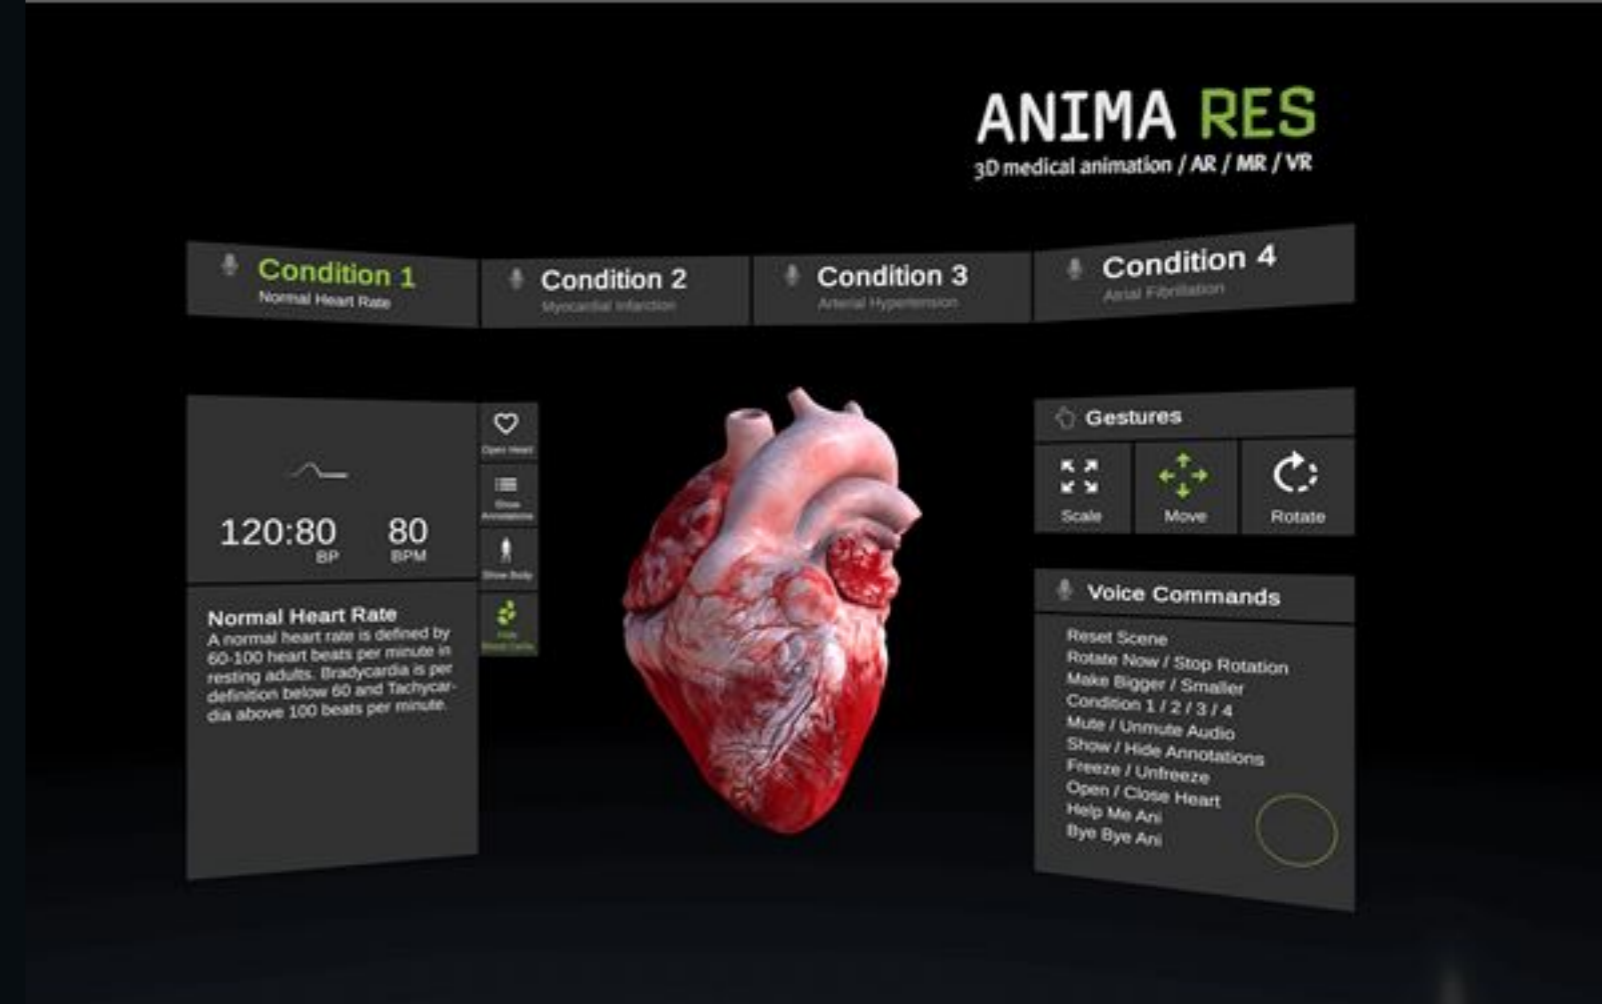 ANIMA RES
3D medical animation / AR / MR / VR
Condition 1
Normal Heart Rate
Condition 2
Myocardial Infarction
Condition 3
Arterial Hypertension
Condition 4
Atrial Fibrillation
120:80
BP
80
BPM
Open Heart
Show
Annotations
Show Body
Normal Heart Rate
A normal heart rate is defined by
60-100 heart beats per minute in
resting adults. Bradycardia is per
definition below 60 and Tachycar-
dia above 100 beats per minute.
Gestures
Scale
Move
Rotate
Voice Commands
Reset Scene
Rotate Now / Stop Rotation
Make Bigger / Smaller
Condition 1 / 2 / 3 / 4
Mute / Unmute Audio
Show / Hide Annotations
Freeze / Unfreeze
Open / Close Heart
Help Me Ani
Bye Bye Ani